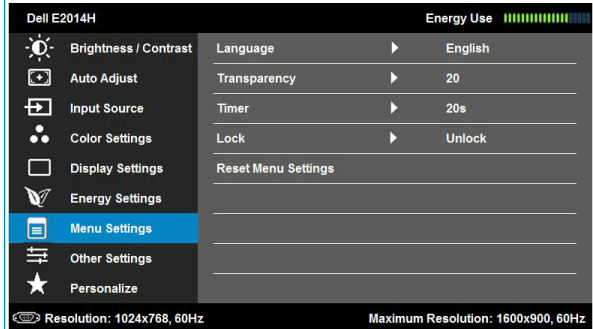 Dell E2014H Energy Use
Brightness / Contrast Language English
Auto Adjust Transparency 20
Input Source Timer 20s
Color Settings Lock Unlock
Display Settings Reset Menu Settings
Energy Settings
Menu Settings
Other Settings
Personalize
Resolution: 1024x768, 60Hz Maximum Resolution: 1600x900, 60Hz